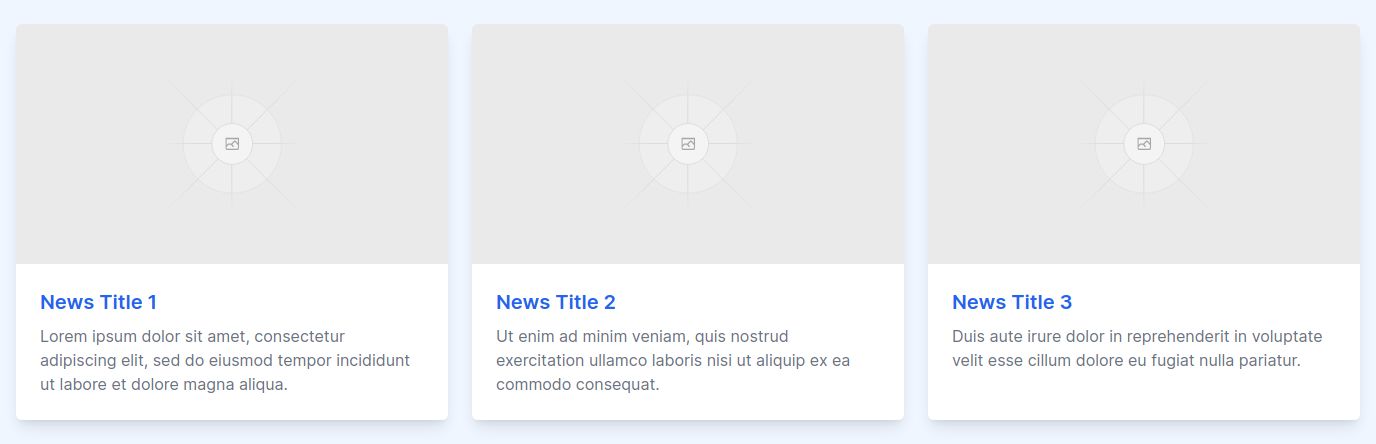 News Title 1
Lorem ipsum dolor sit amet, consectetur
adipiscing elit, sed do eiusmod tempor incididunt
ut labore et dolore magna aliqua.
News Title 2
Ut enim ad minim veniam, quis nostrud
exercitation ullamco laboris nisi ut aliquip ex ea
commodo consequat.
News Title 3
Duis aute irure dolor in reprehenderit in voluptate
velit esse cillum dolore eu fugiat nulla pariatur.